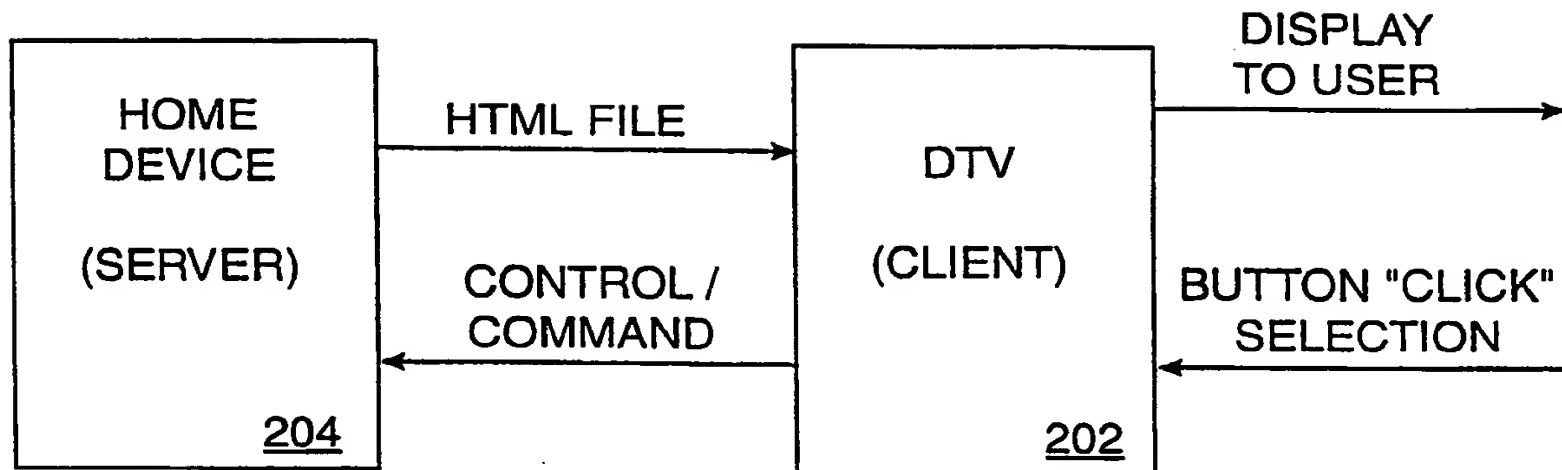 HOME
DEVICE
(SERVER)
204
HTML FILE
CONTROL /
COMMAND
DTV
(CLIENT)
202
DISPLAY
TO USER
BUTTON "CLICK"
SELECTION